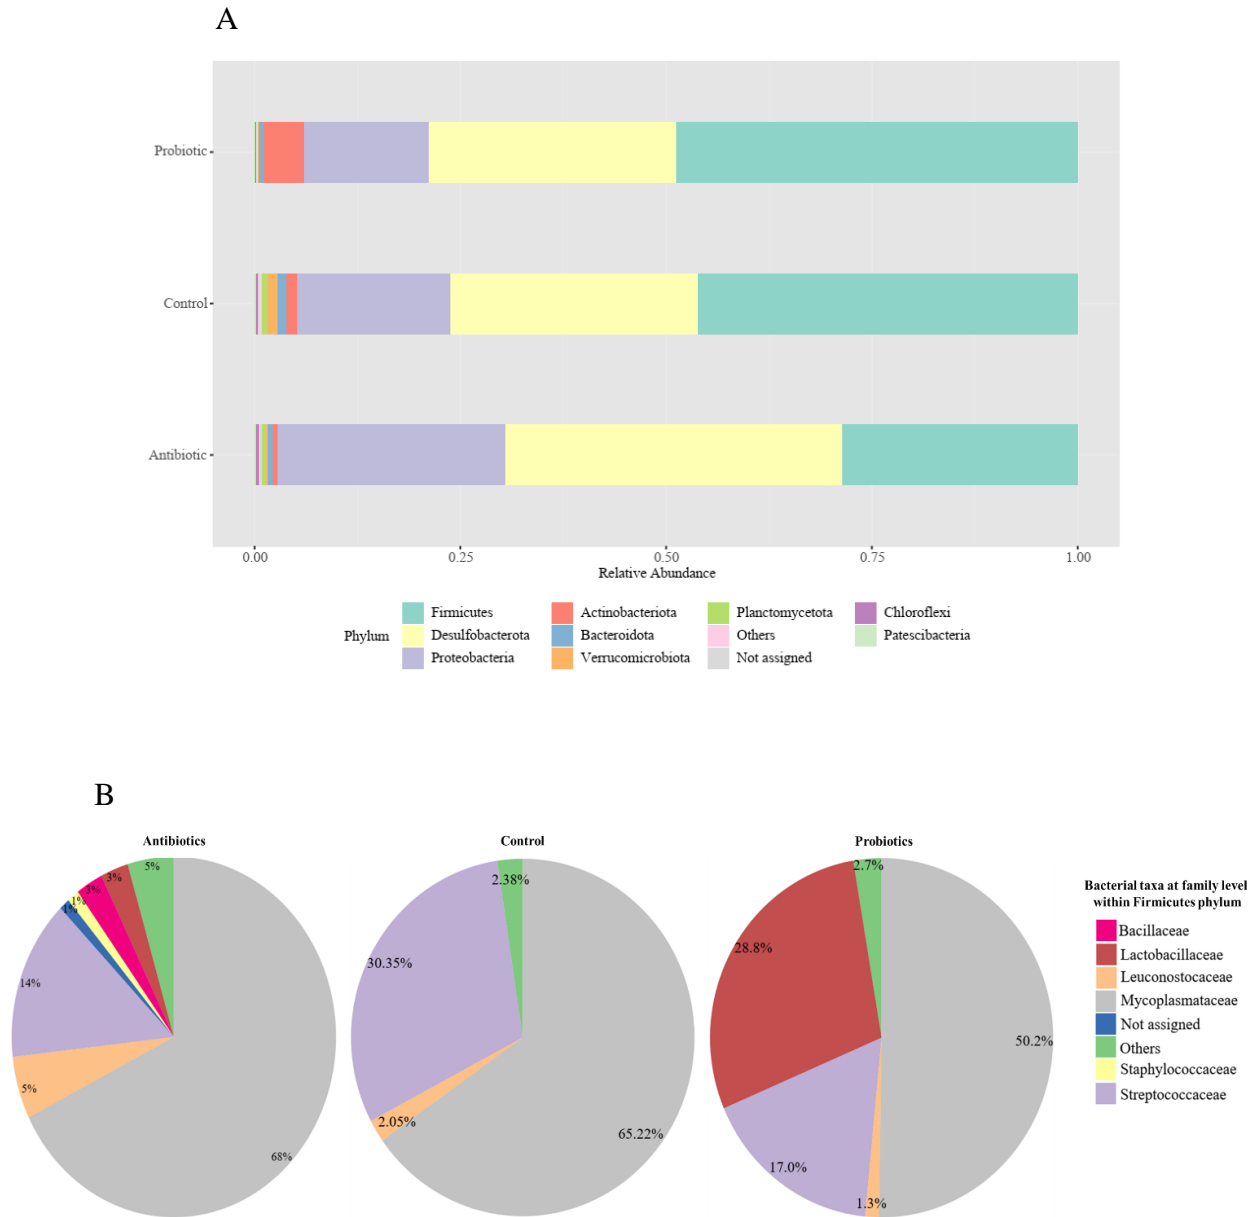 A
Probiotic
Control
Antibiotic
0.00 0.25 0.50 0.75 1.00
Relative Abundance
Phylum
Firmicutes
Desulfobacterota
Proteobacteria
Actinobacteriota
Bacteroidota
Verrucomicrobiota
Planctomycetota
Others
Not assigned
Chloroflexi
Patescibacteria
B
Antibiotics
5%
3%
3%
1%
1%
14%
5%
68%
Control
2.38%
30.35%
2.05%
65.22%
Probiotics
2.7%
28.8%
50.2%
17.0%
1.3%
Bacterial taxa at family level
within Firmicutes phylum
Bacillaceae
Lactobacillaceae
Leuconostocaceae
Mycoplasmataceae
Not assigned
Others
Staphylococcaceae
Streptococcaceae